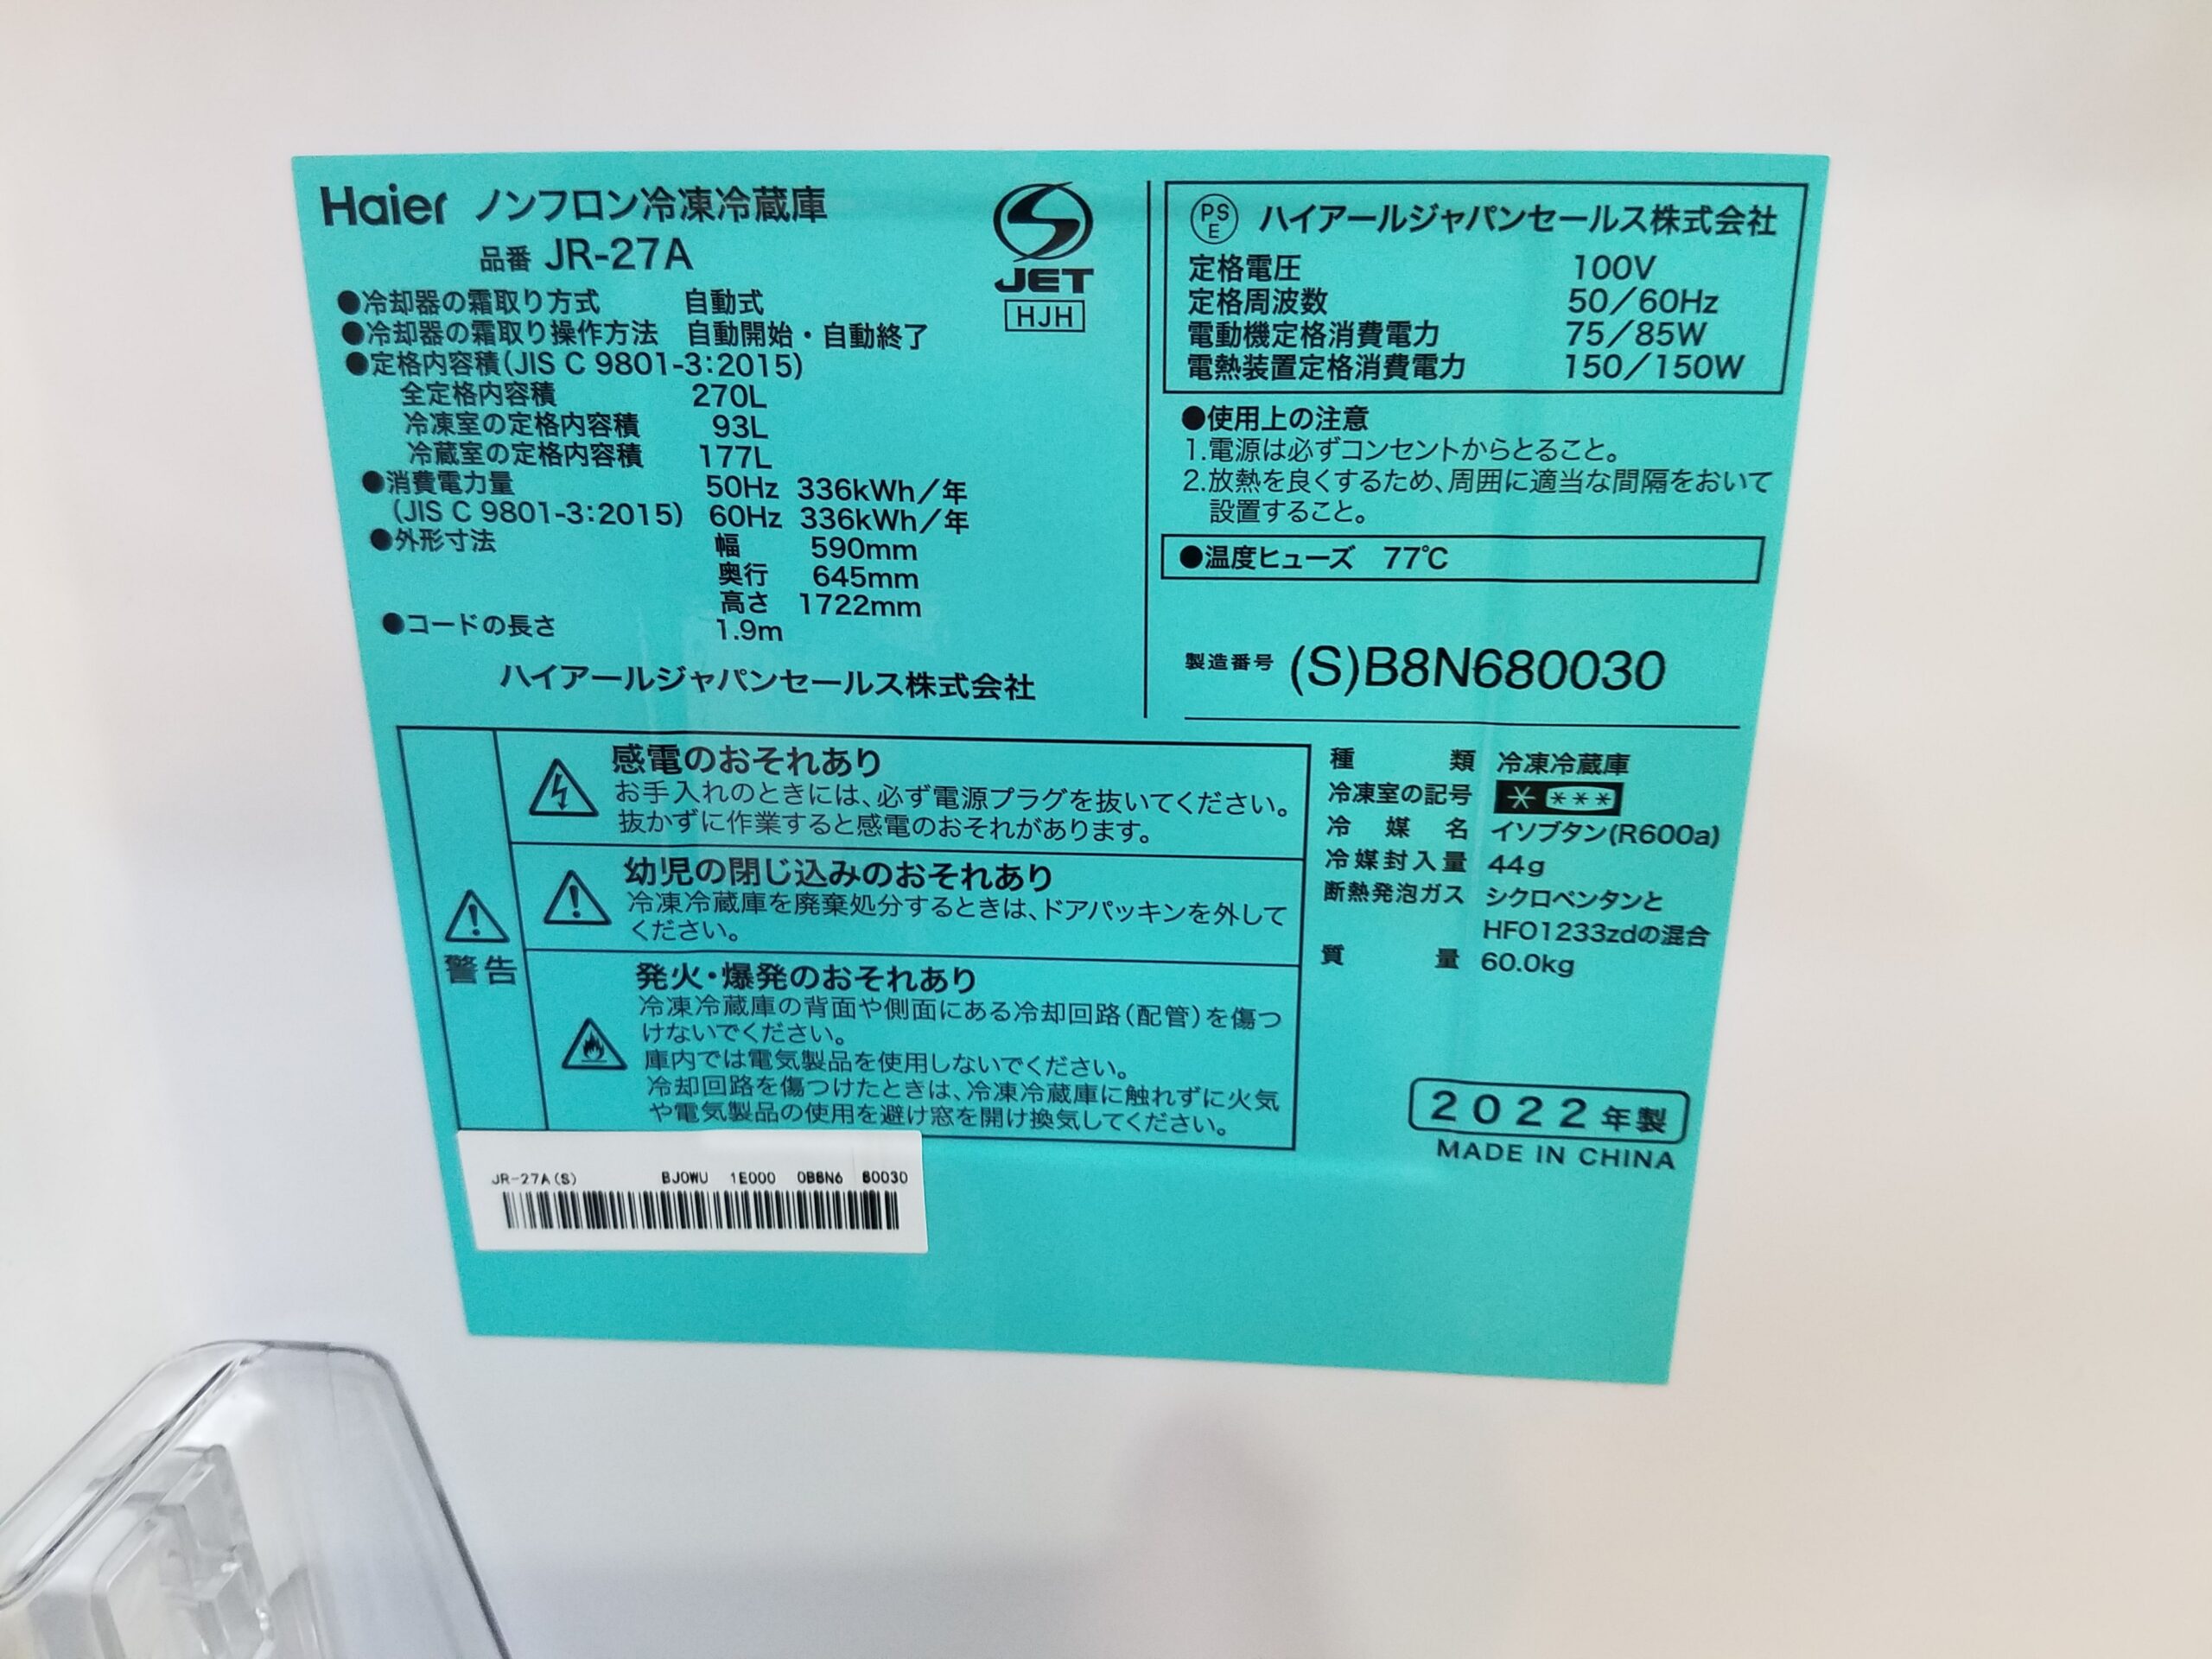 Haier ノンフロン冷凍冷蔵庫
品番 JR-27A
JET
HJH
●冷却器の霜取り方式 自動式
●冷却器の霜取り操作方法 自動開始・自動終了
●定格内容積(JIS C 9801-3:2015)
全定格内容積 270L
冷凍室の定格内容積 93L
冷蔵室の定格内容積 177L
●消費電力量 50Hz 336kWh/年
(JIS C 9801-3:2015) 60Hz 336kWh/年
●外形寸法 幅 590mm
奥行 645mm
高さ 1722mm
●コードの長さ 1.9m
ハイアールジャパンセールス株式会社
PS
E
ハイアールジャパンセールス株式会社
定格電圧 100V
定格周波数 50/60Hz
電動機定格消費電力 75/85W
電熱装置定格消費電力 150/150W
●使用上の注意
1.電源は必ずコンセントからとること。
2.放熱を良くするため、周囲に適当な間隔をおいて
設置すること。
●温度ヒューズ 77℃
製造番号 (S)B8N680030
警告
感電のおそれあり
お手入れのときには、必ず電源プラグを抜いてください。
抜かずに作業すると感電のおそれがあります。
幼児の閉じ込みのおそれあり
冷凍冷蔵庫を廃棄処分するときは、ドアパッキンを外して
ください。
発火・爆発のおそれあり
冷凍冷蔵庫の背面や側面にある冷却回路(配管)を傷つ
けないでください。
庫内では電気製品を使用しないでください。
冷却回路を傷つけたときは、冷凍冷蔵庫に触れずに火気
や電気製品の使用を避け窓を開け換気してください。
種類 冷凍冷蔵庫
冷凍室の記号 * ***
冷媒名 イソブタン(R600a)
冷媒封入量 44g
断熱発泡ガス シクロペンタンと
HFO1233zdの混合
質量 60.0kg
2022年製
MADE IN CHINA
JR-27A(S) BJ0WU 1E000 0B8N6 80030